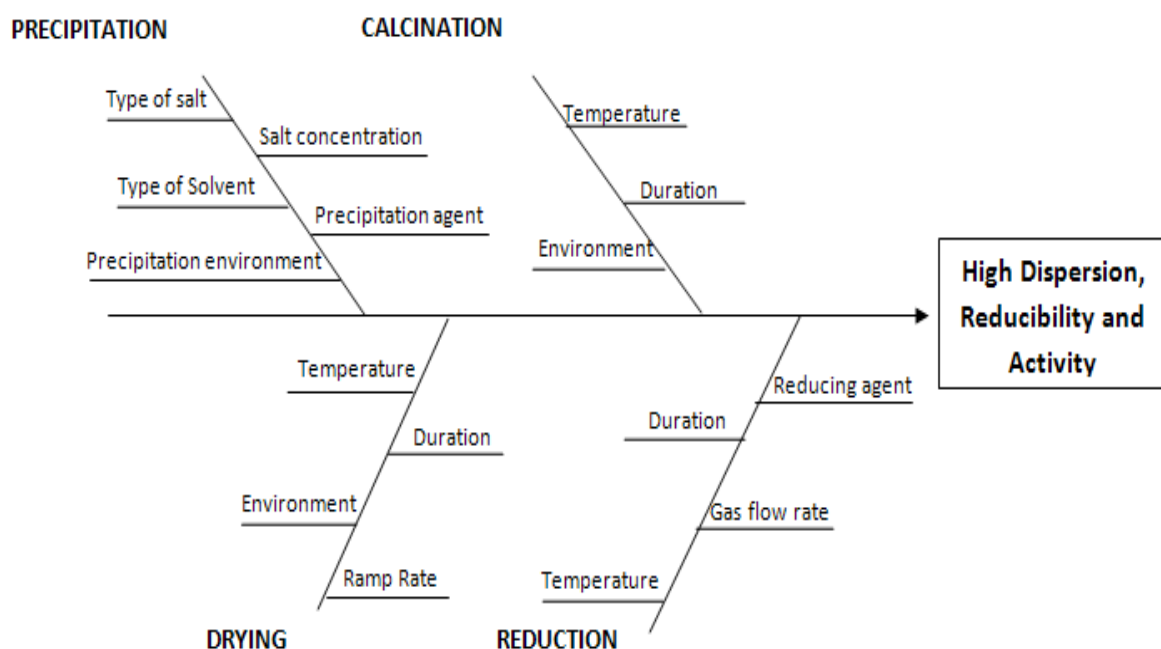 PRECIPITATION
CALCINATION
Type of salt
Salt concentration
Type of Solvent
Precipitation agent
Precipitation environment
Temperature
Duration
Environment
High Dispersion,
Reducibility and
Activity
Temperature
Duration
Environment
Ramp Rate
DRYING
Reducing agent
Duration
Gas flow rate
Temperature
REDUCTION